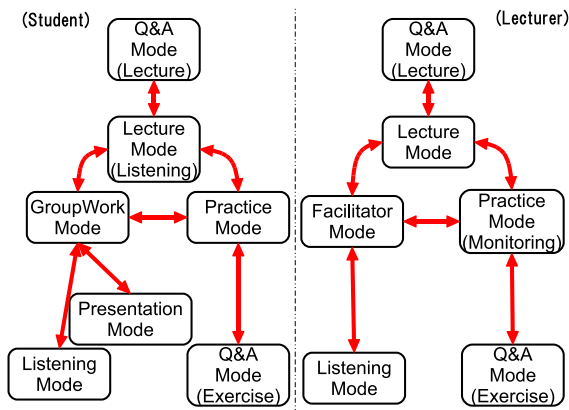 (Student)
Q&A
Mode
(Lecture)
Lecture
Mode
(Listening)
GroupWork
Mode
Practice
Mode
Presentation
Mode
Listening
Mode
Q&A
Mode
(Exercise)
(Lecturer)
Q&A
Mode
(Lecture)
Lecture
Mode
Facilitator
Mode
Practice
Mode
(Monitoring)
Listening
Mode
Q&A
Mode
(Exercise)